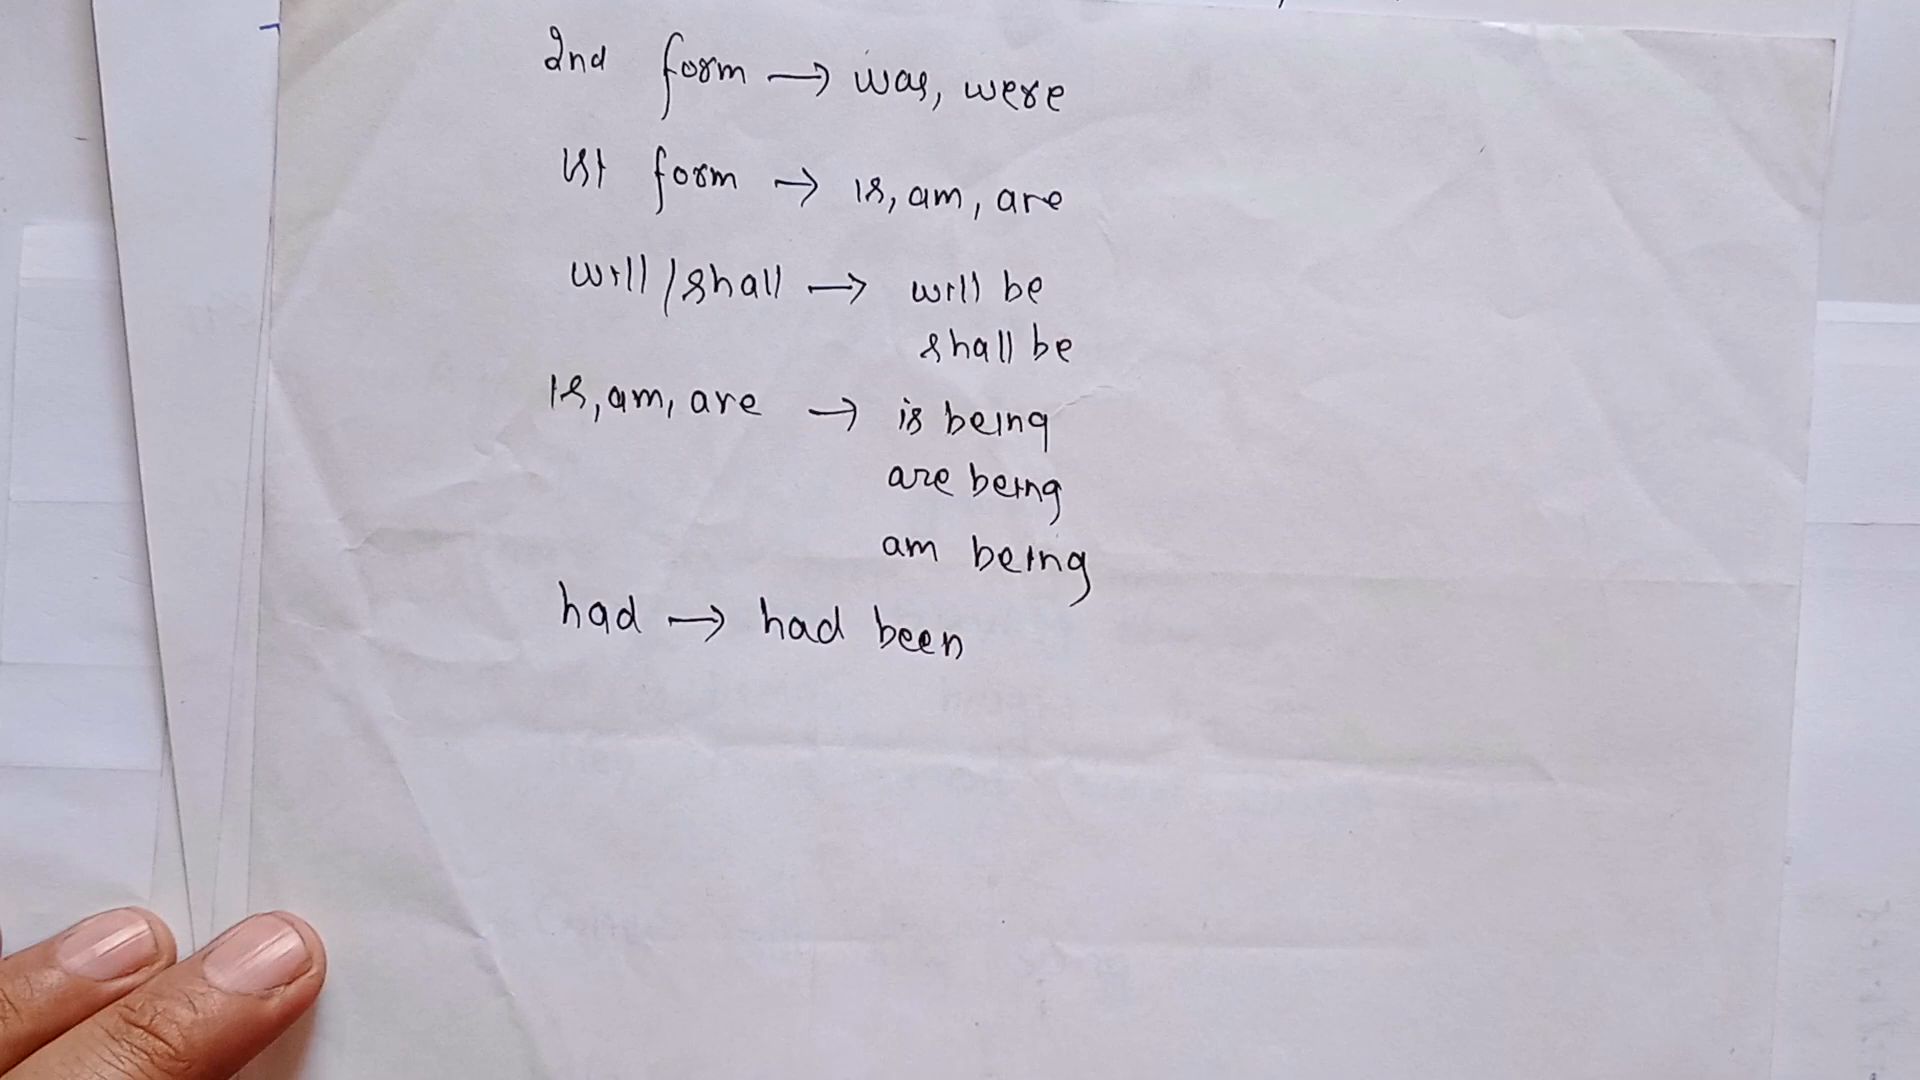 2nd form → was, were
1st form → is, am, are
will / shall → will be
shall be
is, am, are → is being
are being
am being
had → had been